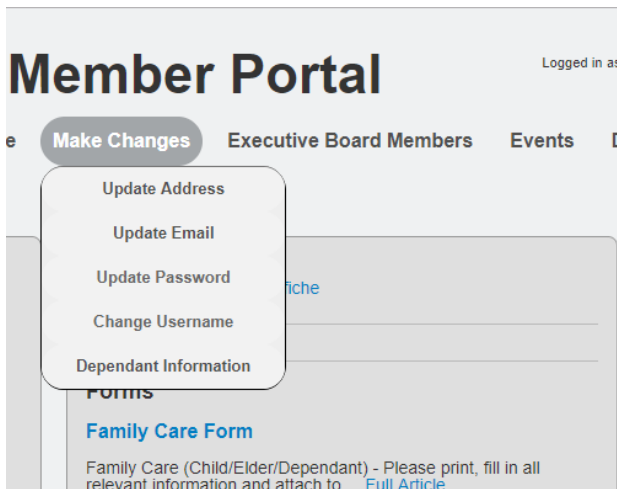 Member Portal
Logged in as
e
Make Changes
Executive Board Members
Events
Update Address
Update Email
Update Password
Change Username
Dependant Information
fiche
Forms
Family Care Form
Family Care (Child/Elder/Dependant) - Please print, fill in all
relevant information and attach to... Full Article